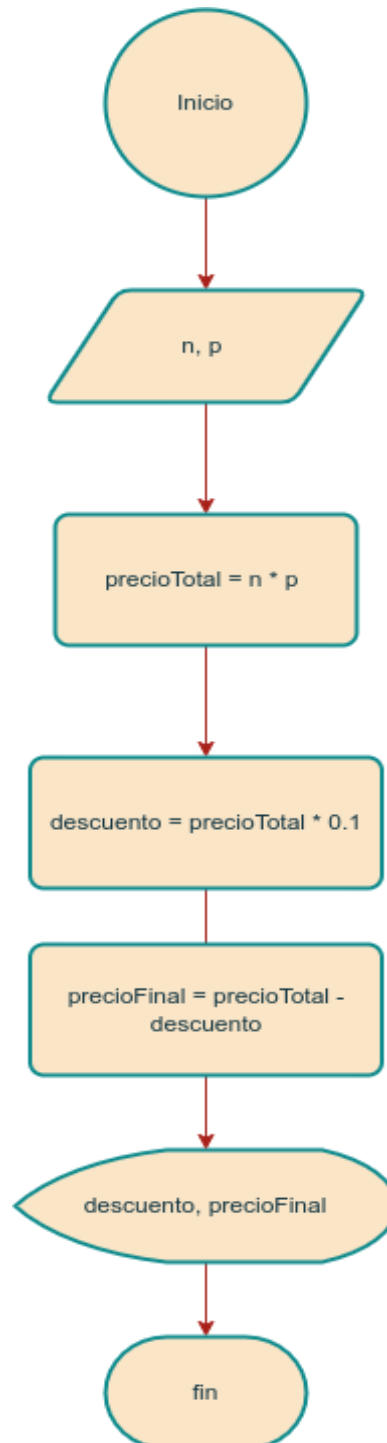 Inicio
n, p
precioTotal = n * p
descuento = precioTotal * 0.1
precioFinal = precioTotal -
descuento
descuento, precioFinal
fin